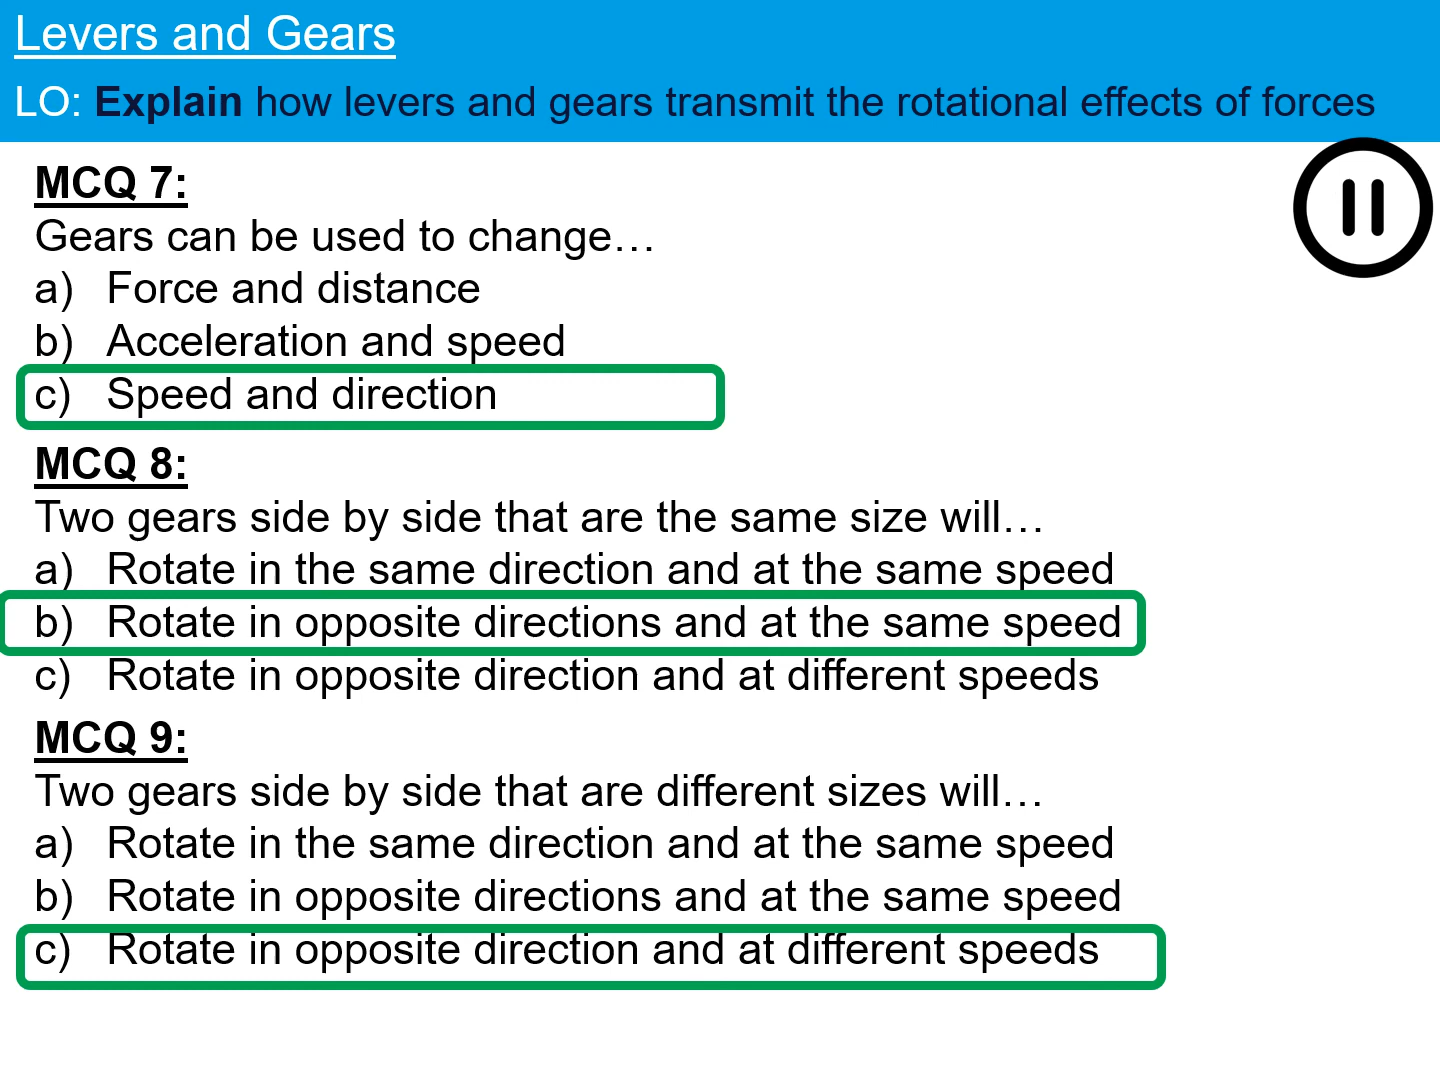 Levers and Gears
LO: Explain how levers and gears transmit the rotational effects of forces
MCQ 7:
Gears can be used to change…
a) Force and distance
b) Acceleration and speed
c) Speed and direction
MCQ 8:
Two gears side by side that are the same size will…
a) Rotate in the same direction and at the same speed
b) Rotate in opposite directions and at the same speed
c) Rotate in opposite direction and at different speeds
MCQ 9:
Two gears side by side that are different sizes will…
a) Rotate in the same direction and at the same speed
b) Rotate in opposite directions and at the same speed
c) Rotate in opposite direction and at different speeds